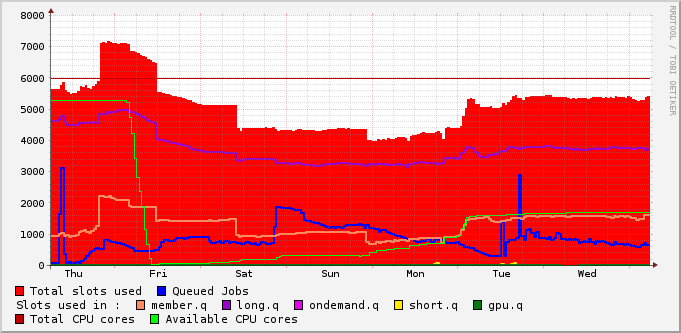 8000
7000
6000
5000
4000
3000
2000
1000
0
Thu Fri Sat Sun Mon Tue Wed
Total slots used Queued Jobs
Slots used in : member.q long.q ondemand.q short.q gpu.q
Total CPU cores Available CPU cores
RRDTOOL / TOBI OETIKER